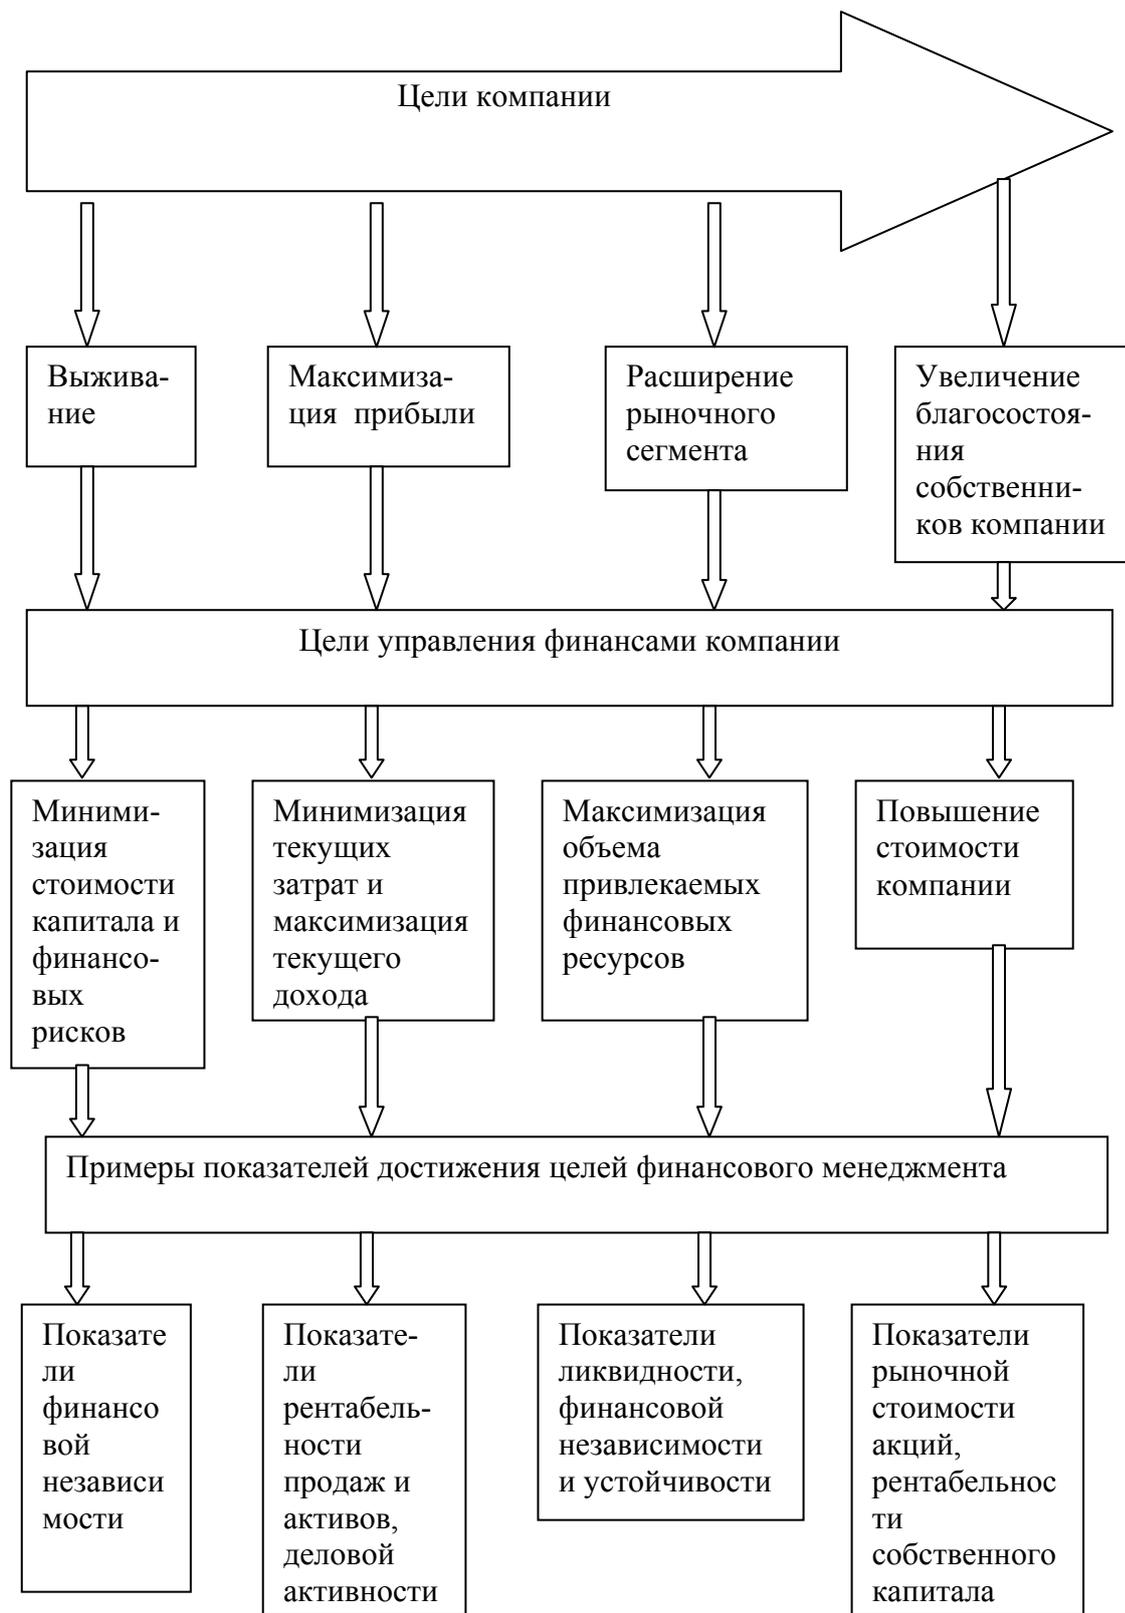 Цели компании
Выжива-
ние
Максимиза-
ция прибыли
Расширение
рыночного
сегмента
Увеличение
благосостоя-
ния
собственни-
ков компании
Цели управления финансами компании
Миними-
зация
стоимости
капитала и
финансо-
вых
рисков
Минимизация
текущих
затрат и
максимизация
текущего
дохода
Максимизация
объема
привлекаемых
финансовых
ресурсов
Повышение
стоимости
компании
Примеры показателей достижения целей финансового менеджмента
Показате
ли
финансо
вой
независи
мости
Показате-
ли
рентабель-
ности
продаж и
активов,
деловой
активности
Показатели
ликвидности,
финансовой
независимости
и устойчивости
Показатели
рыночной
стоимости
акций,
рентабельнос
ти
собственного
капитала